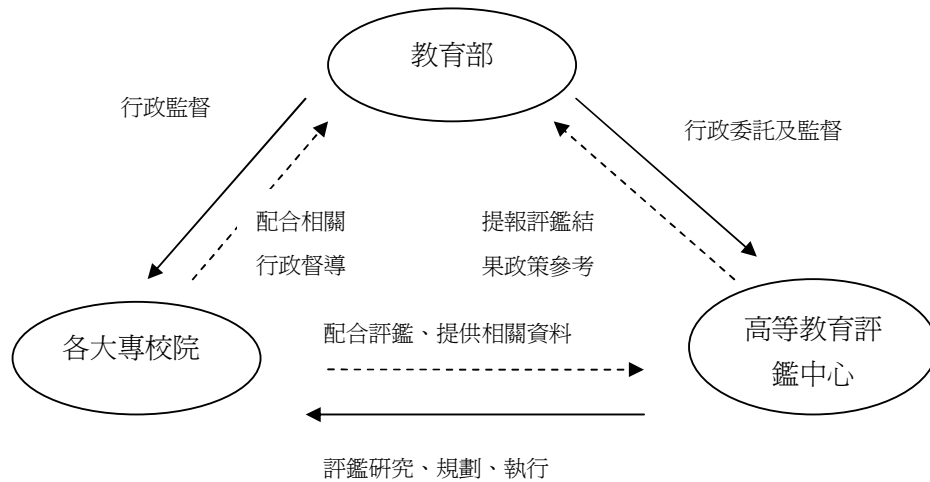 教育部
行政監督
行政委託及監督
配合相關
行政督導
提報評鑑結
果政策參考
各大專校院
配合評鑑、提供相關資料
高等教育評
鑑中心
評鑑研究、規劃、執行